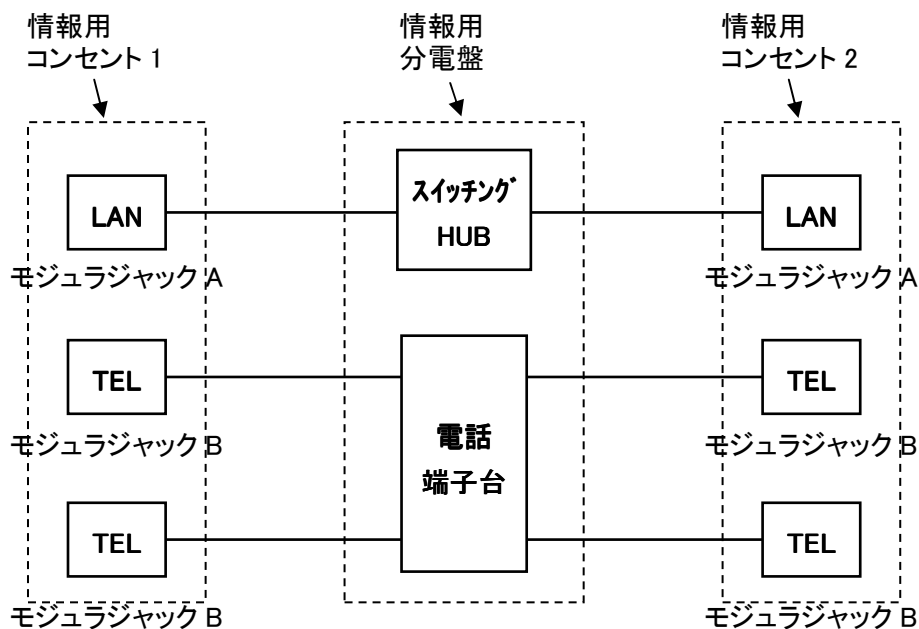 情報用
コンセント 1
情報用
分電盤
情報用
コンセント 2
LAN
スイッチング
HUB
LAN
モジュラジャック A
モジュラジャック A
TEL
TEL
モジュラジャック B
電話
端子台
モジュラジャック B
TEL
TEL
モジュラジャック B
モジュラジャック B